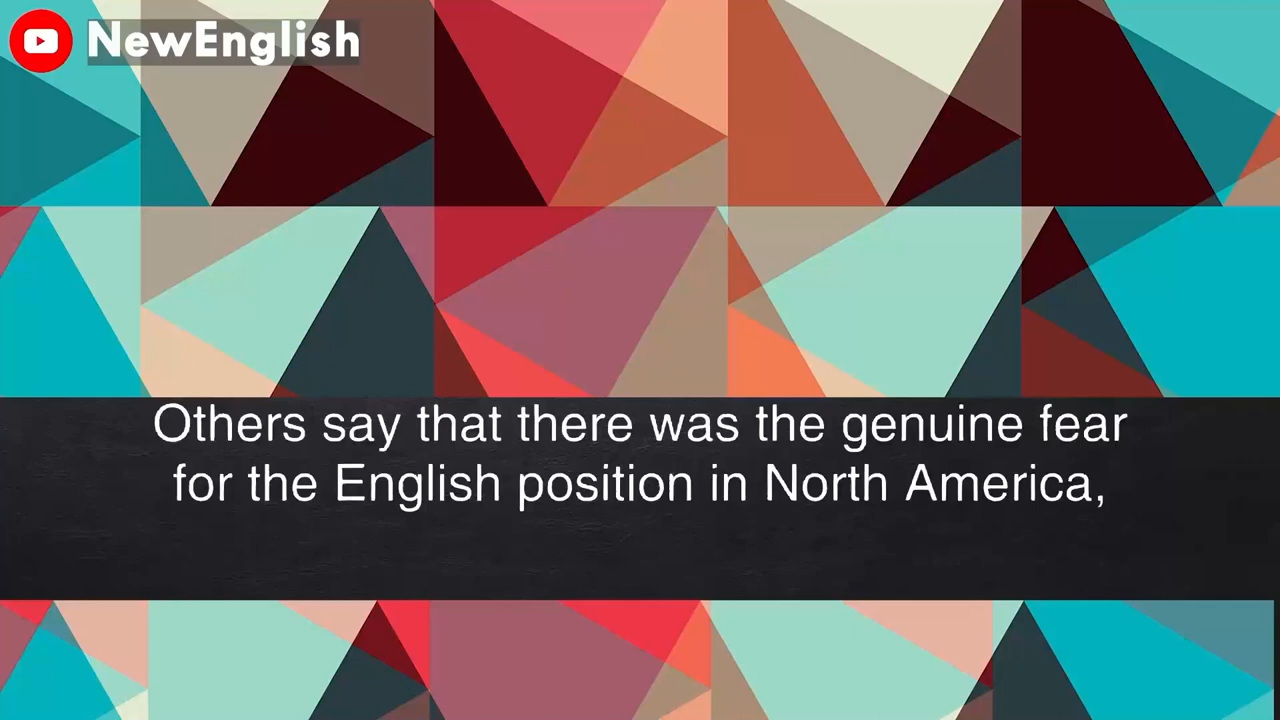 NewEnglish
Others say that there was the genuine fear
for the English position in North America,